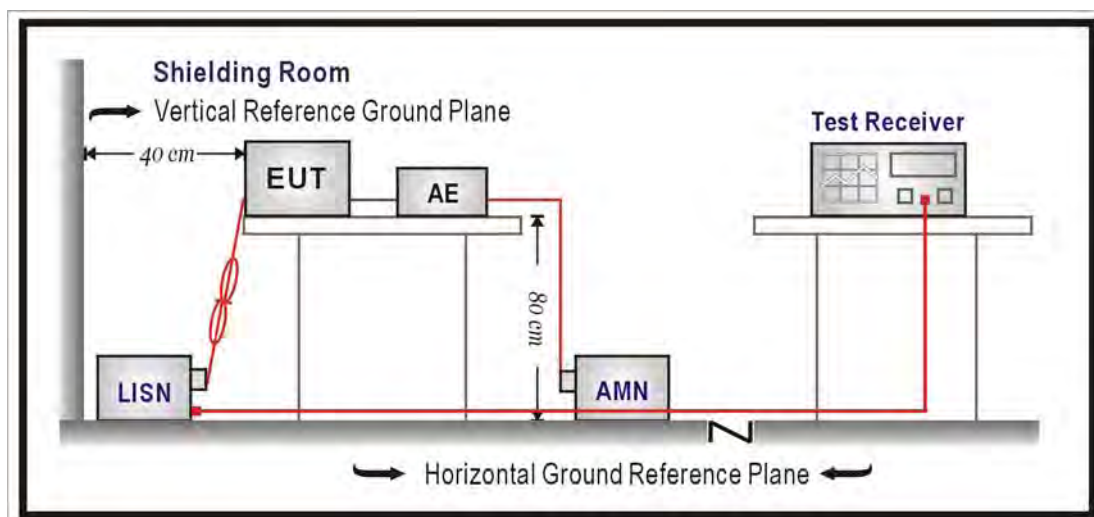 Shielding Room
Vertical Reference Ground Plane
Test Receiver
40 cm
EUT
AE
80 cm
LISN
AMN
Horizontal Ground Reference Plane